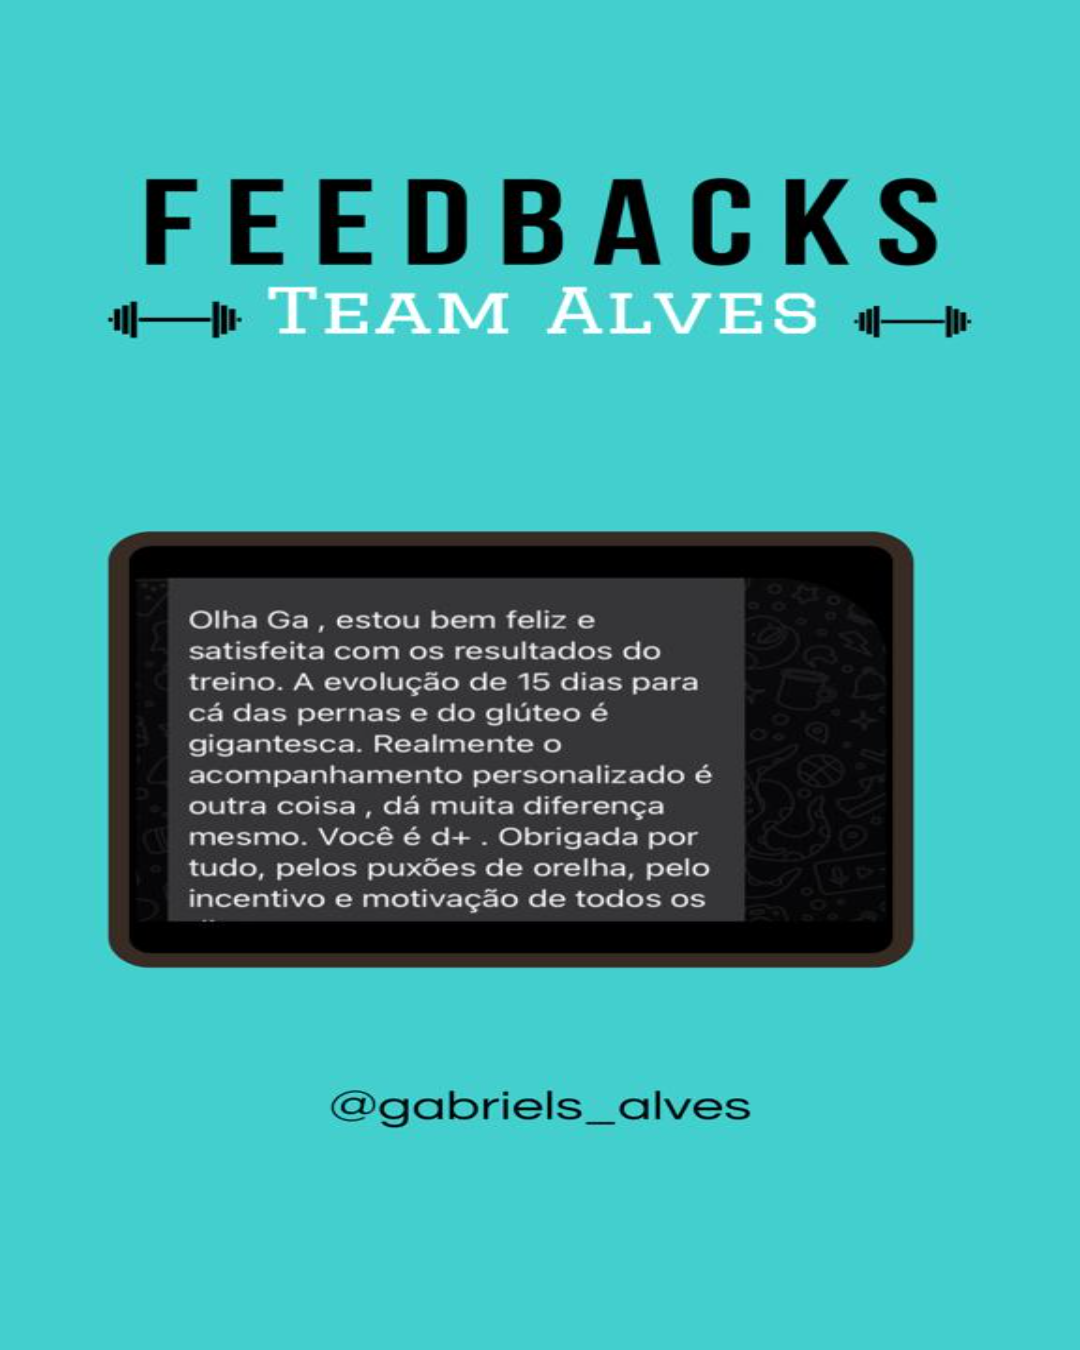 FEEDBACKS
TEAM ALVES
Olha Ga , estou bem feliz e
satisfeita com os resultados do
treino. A evolução de 15 dias para
cá das pernas e do glúteo é
gigantesca. Realmente o
acompanhamento personalizado é
outra coisa , dá muita diferença
mesmo. Você é d+ . Obrigada por
tudo, pelos puxões de orelha, pelo
incentivo e motivação de todos os
@gabriels_alves